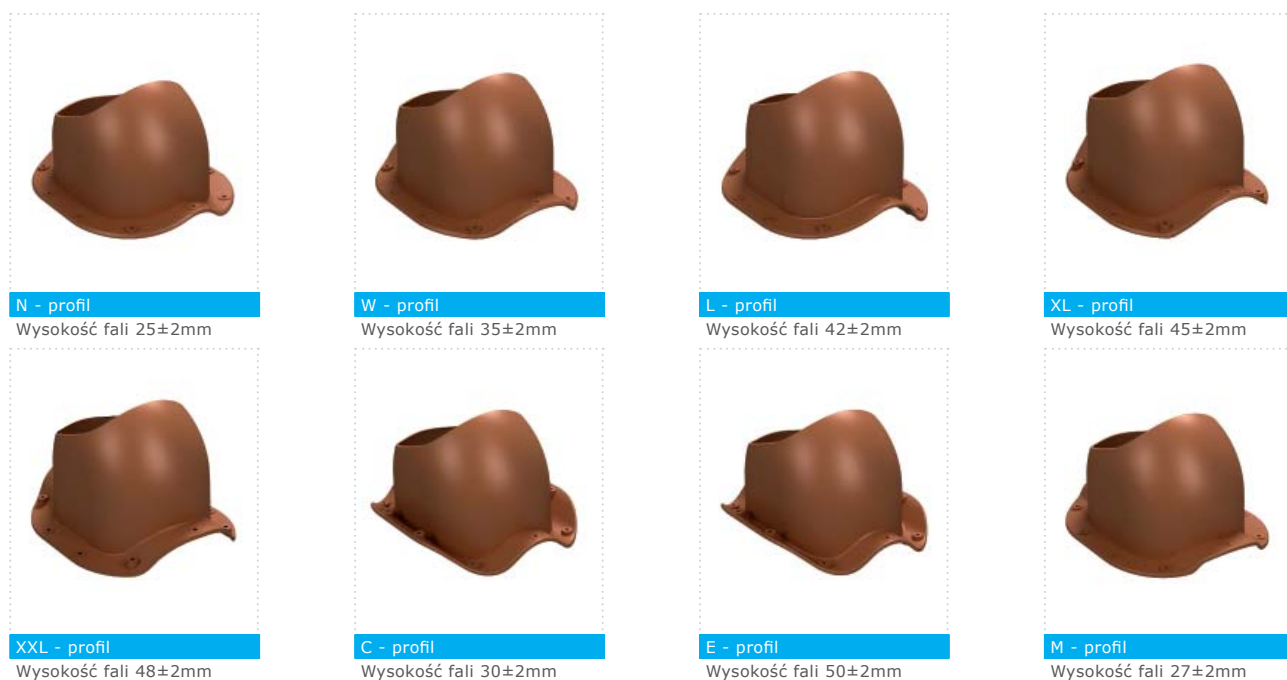 N - profil
Wysokość fali 25±2mm
W - profil
Wysokość fali 35±2mm
L - profil
Wysokość fali 42±2mm
XL - profil
Wysokość fali 45±2mm
XXL - profil
Wysokość fali 48±2mm
C - profil
Wysokość fali 30±2mm
E - profil
Wysokość fali 50±2mm
M - profil
Wysokość fali 27±2mm